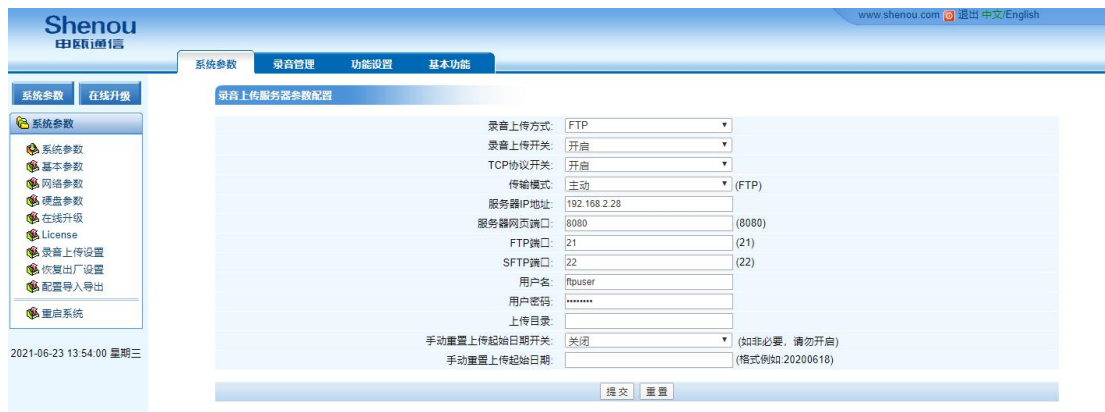 www.shenou.com 退出 中文/English
Shenou
申瓯通信
系统参数 录音管理 功能设置 基本功能
系统参数 在线升级
系统参数
系统参数
基本参数
网络参数
硬盘参数
在线升级
License
录音上传设置
恢复出厂设置
配置导入导出
重启系统
2021-06-23 13:54:00 星期三
录音上传服务器参数配置
录音上传方式: FTP
录音上传开关: 开启
TCP协议开关: 开启
传输模式: 主动 (FTP)
服务器IP地址: 192.168.2.28
服务器网页端口: 8080 (8080)
FTP端口: 21 (21)
SFTP端口: 22 (22)
用户名: ftpuser
用户密码: ••••••••
上传目录:
手动重置上传起始日期开关: 关闭 (如非必要，请勿开启)
手动重置上传起始日期: (格式例如:20200618)
提交 重置